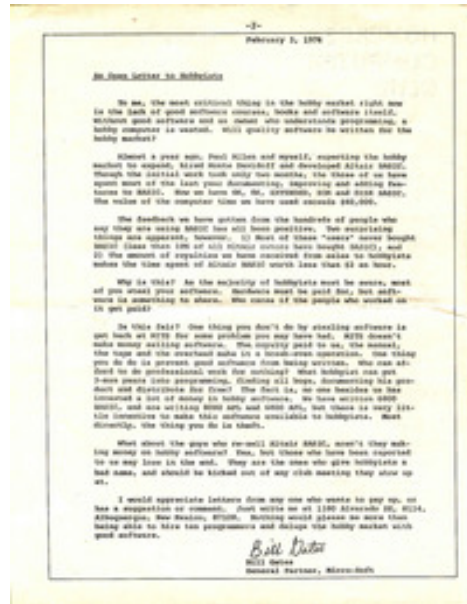 -2-
February 3, 1976
An Open Letter to Hobbyists
To me, the most critical thing in the hobby market right now
is the lack of good software courses, books and software itself.
Without good software and an owner who understands programming, a
hobby computer is wasted. Will quality software be written for the
hobby market?
Almost a year ago, Paul Allen and myself, expecting the hobby
market to expand, hired Monte Davidoff and developed Altair BASIC.
Though the initial work took only two months, the three of us have
spent most of the last year documenting, improving and adding fea-
tures to BASIC. Now we have 4K, 8K, EXTENDED, ROM and DISK BASIC.
The value of the computer time we have used exceeds $40,000.
The feedback we have gotten from the hundreds of people who
say they are using BASIC has all been positive. Two surprising
things are apparent, however. 1) Most of these "users" never bought
BASIC (less than 10% of all Altair owners have bought BASIC), and
2) The amount of royalties we have received from sales to hobbyists
makes the time spent of Altair BASIC worth less than $2 an hour.
Why is this? As the majority of hobbyists must be aware, most
of you steal your software. Hardware must be paid for, but soft-
ware is something to share. Who cares if the people who worked on
it get paid?
Is this fair? One thing you don't do by stealing software is
get back at MITS for some problem you may have had. MITS doesn't
make money selling software. The royalty paid to us, the manual,
the tape and the overhead make it a break-even operation. One thing
you do do is prevent good software from being written. Who can af-
ford to do professional work for nothing? What hobbyist can put
3-man years into programming, finding all bugs, documenting his pro-
duct and distribute for free? The fact is, no one besides us has
invested a lot of money in hobby software. We have written 6800
BASIC, and are writing 8080 APL and 6800 APL, but there is very lit-
tle incentive to make this software available to hobbyists. Most
directly, the thing you do is theft.
What about the guys who re-sell Altair BASIC, aren't they mak-
ing money on hobby software? Yes, but those who have been reported
to us may lose in the end. They are the ones who give hobbyists a
bad name, and should be kicked out of any club meeting they show up
at.
I would appreciate letters from any one who wants to pay up, or
has a suggestion or comment. Just write me at 1180 Alvarado SE, #114,
Albuquerque, New Mexico, 87108. Nothing would please me more than
being able to hire ten programmers and deluge the hobby market with
good software.
Bill Gates
Bill Gates
General Partner, Micro-Soft